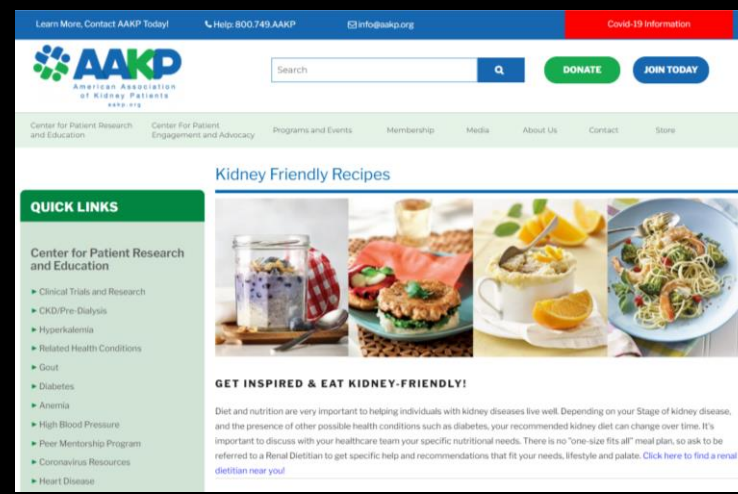 Learn More, Contact AAKP Today!
Help: 800.749.AAKP
info@aakp.org
Covid-19 Information
AAKP
American Association
of Kidney Patients
aakp.org
Search
DONATE
JOIN TODAY
Center for Patient Research
and Education
Center For Patient
Engagement and Advocacy
Programs and Events
Membership
Media
About Us
Contact
Store
Kidney Friendly Recipes
QUICK LINKS
Center for Patient Research
and Education
Clinical Trials and Research
CKD/Pre-Dialysis
Hyperkalemia
Related Health Conditions
Gout
Diabetes
Anemia
High Blood Pressure
Peer Mentorship Program
Coronavirus Resources
Heart Disease
GET INSPIRED & EAT KIDNEY-FRIENDLY!
Diet and nutrition are very important to helping individuals with kidney diseases live well. Depending on your Stage of kidney disease,
and the presence of other possible health conditions such as diabetes, your recommended kidney diet can change over time. It's
important to discuss with your healthcare team your specific nutritional needs. There is no "one-size fits all" meal plan, so ask to be
referred to a Renal Dietitian to get specific help and recommendations that fit your needs, lifestyle and palate. Click here to find a renal
dietitian near you!